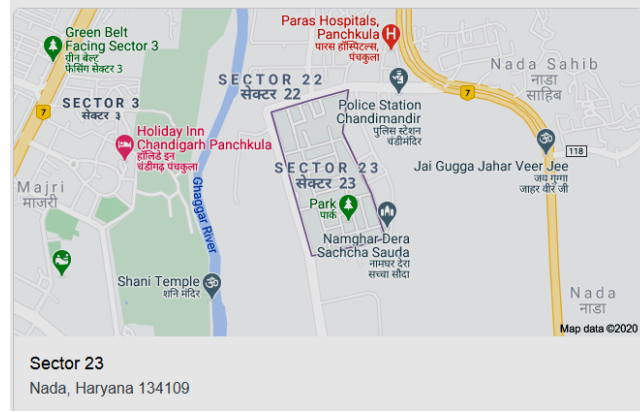 Green Belt
Facing Sector 3
ग्रीन बेल्ट
फेसिंग सेक्टर 3
Paras Hospitals,
Panchkula
पारस हॉस्पिटल्स,
पंचकुला
Nada Sahib
नाडा
साहिब
SECTOR 22
सेक्टर 22
SECTOR 3
सेक्टर ३
7
7
Police Station
Chandimandir
पुलिस स्टेशन
चंडीमंदिर
Holiday Inn
Chandigarh Panchkula
हॉलिडे इन
चंडीगढ़ पंचकुला
118
Jai Gugga Jahar Veer Jee
जय गुग्गा
जाहर वीर जी
SECTOR 23
सेक्टर 23
Majri
माजरी
Ghaggar River
Park
पार्क
Namghar Dera
Sachcha Sauda
नामघर देरा
सच्चा सौदा
Shani Temple
शनि मंदिर
Nada
नाडा
Map data ©2020
Sector 23
Nada, Haryana 134109